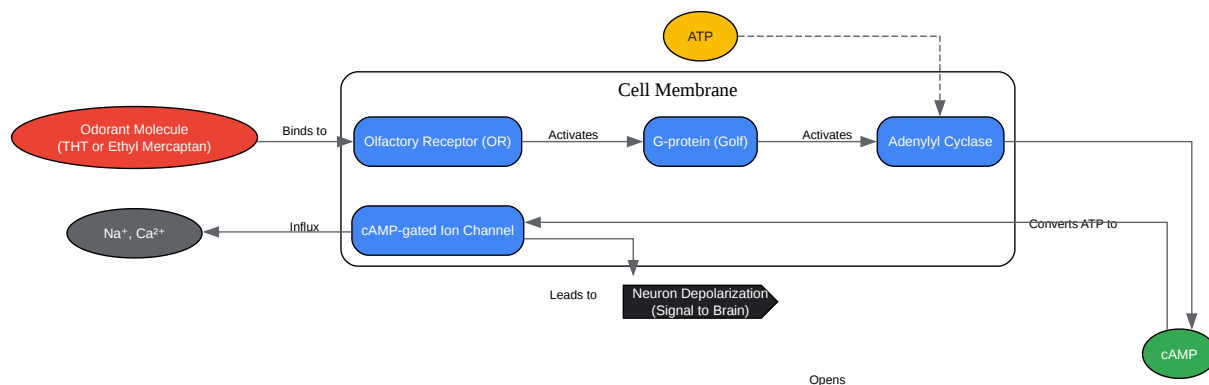 ATP
Cell Membrane
Odorant Molecule
(THT or Ethyl Mercaptan)
Binds to
Olfactory Receptor (OR)
Activates
G-protein (Golf)
Activates
Adenylyl Cyclase
Na⁺, Ca²⁺
Influx
cAMP-gated Ion Channel
Converts ATP to
Leads to
Neuron Depolarization
(Signal to Brain)
cAMP
Opens